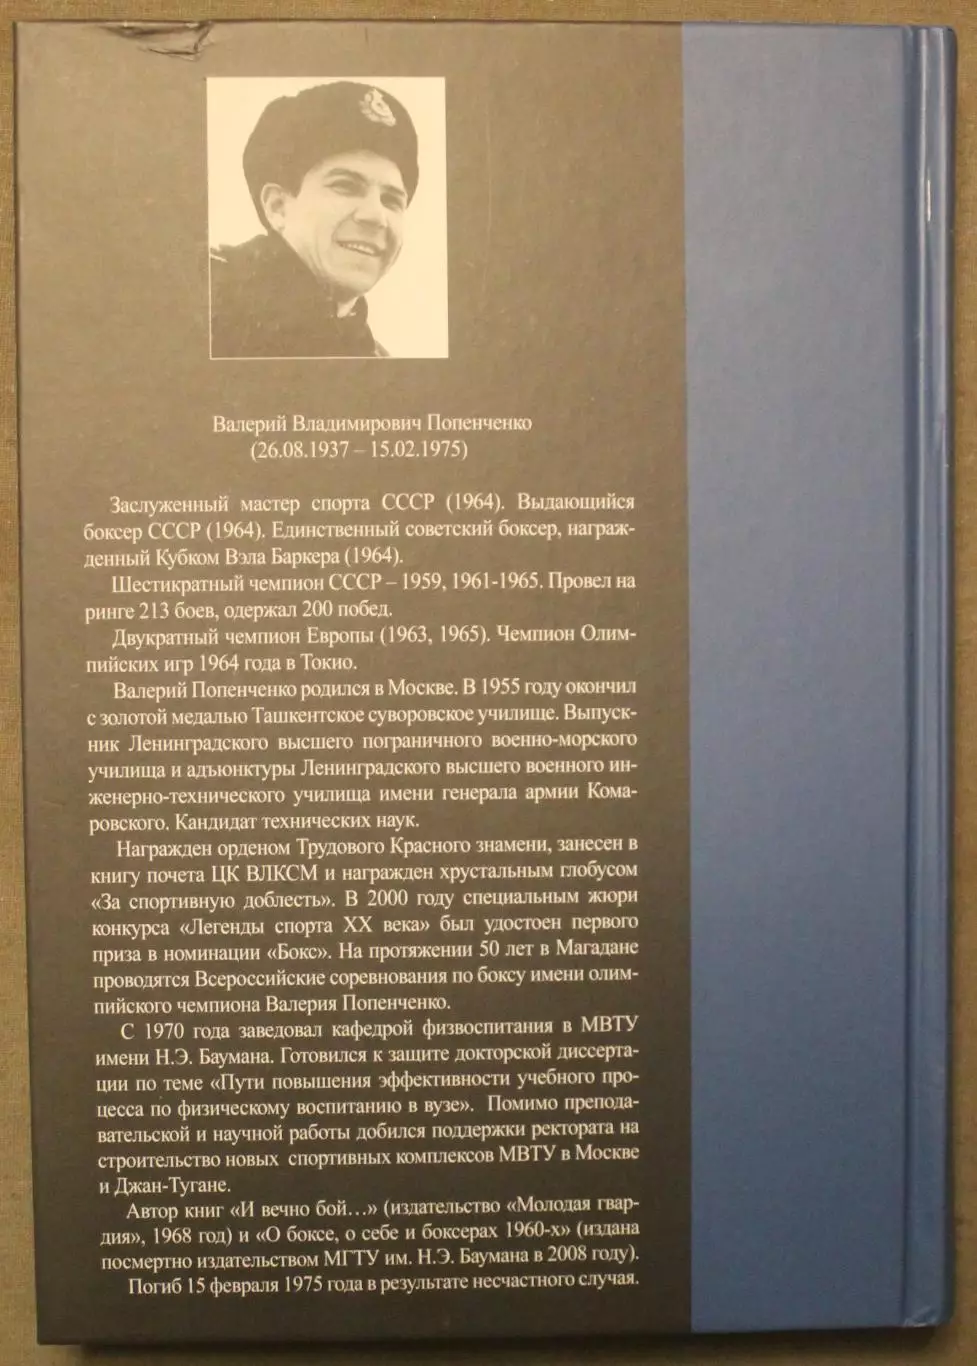 Валерий Владимирович Попенченко
(26.08.1937 – 15.02.1975)
Заслуженный мастер спорта СССР (1964). Выдающийся
боксер СССР (1964). Единственный советский боксер, награж-
денный Кубком Вэла Баркера (1964).
Шестикратный чемпион СССР – 1959, 1961-1965. Провел на
ринге 213 боев, одержал 200 побед.
Двукратный чемпион Европы (1963, 1965). Чемпион Олим-
пийских игр 1964 года в Токио.
Валерий Попенченко родился в Москве. В 1955 году окончил
с золотой медалью Ташкентское суворовское училище. Выпуск-
ник Ленинградского высшего пограничного военно-морского
училища и адъюнктуры Ленинградского высшего военного ин-
женерно-технического училища имени генерала армии Кома-
ровского. Кандидат технических наук.
Награжден орденом Трудового Красного знамени, занесен в
книгу почета ЦК ВЛКСМ и награжден хрустальным глобусом
«За спортивную доблесть». В 2000 году специальным жюри
конкурса «Легенды спорта XX века» был удостоен первого
приза в номинации «Бокс». На протяжении 50 лет в Магадане
проводятся Всероссийские соревнования по боксу имени олим-
пийского чемпиона Валерия Попенченко.
С 1970 года заведовал кафедрой физвоспитания в МВТУ
имени Н.Э. Баумана. Готовился к защите докторской диссерта-
ции по теме «Пути повышения эффективности учебного про-
цесса по физическому воспитанию в вузе». Помимо препода-
вательской и научной работы добился поддержки ректората на
строительство новых спортивных комплексов МВТУ в Москве
и Джан-Тугане.
Автор книг «И вечно бой…» (издательство «Молодая гвар-
дия», 1968 год) и «О боксе, о себе и боксерах 1960-х» (издана
посмертно издательством МГТУ им. Н.Э. Баумана в 2008 году).
Погиб 15 февраля 1975 года в результате несчастного случая.